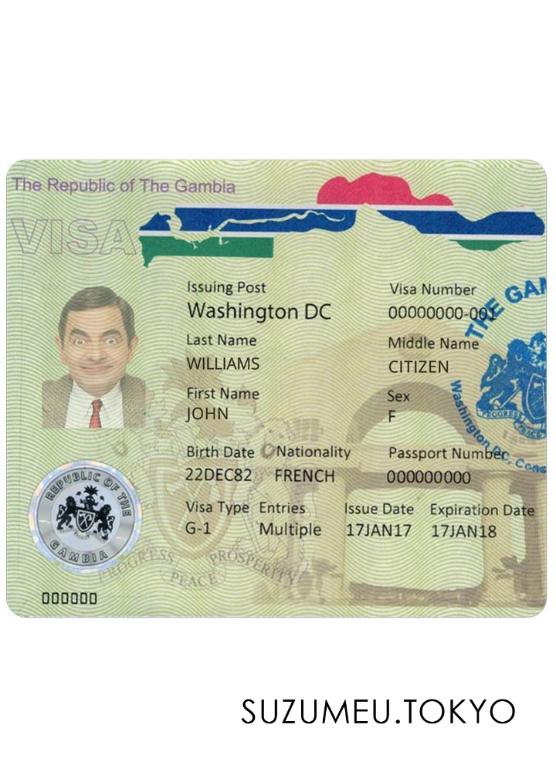 The Republic of The Gambia
VISA
Issuing Post Visa Number
Washington DC 00000000-001
Last Name Middle Name
WILLIAMS CITIZEN
First Name Sex
JOHN F
Birth Date Nationality Passport Number
22DEC82 FRENCH 000000000
Visa Type Entries Issue Date Expiration Date
G-1 Multiple 17JAN17 17JAN18
THE GAM
Washington Dc.
REPUBLIC OF THE
GAMBIA
PROGRESS PEACE PROSPERITY
000000
SUZUMEU.TOKYO